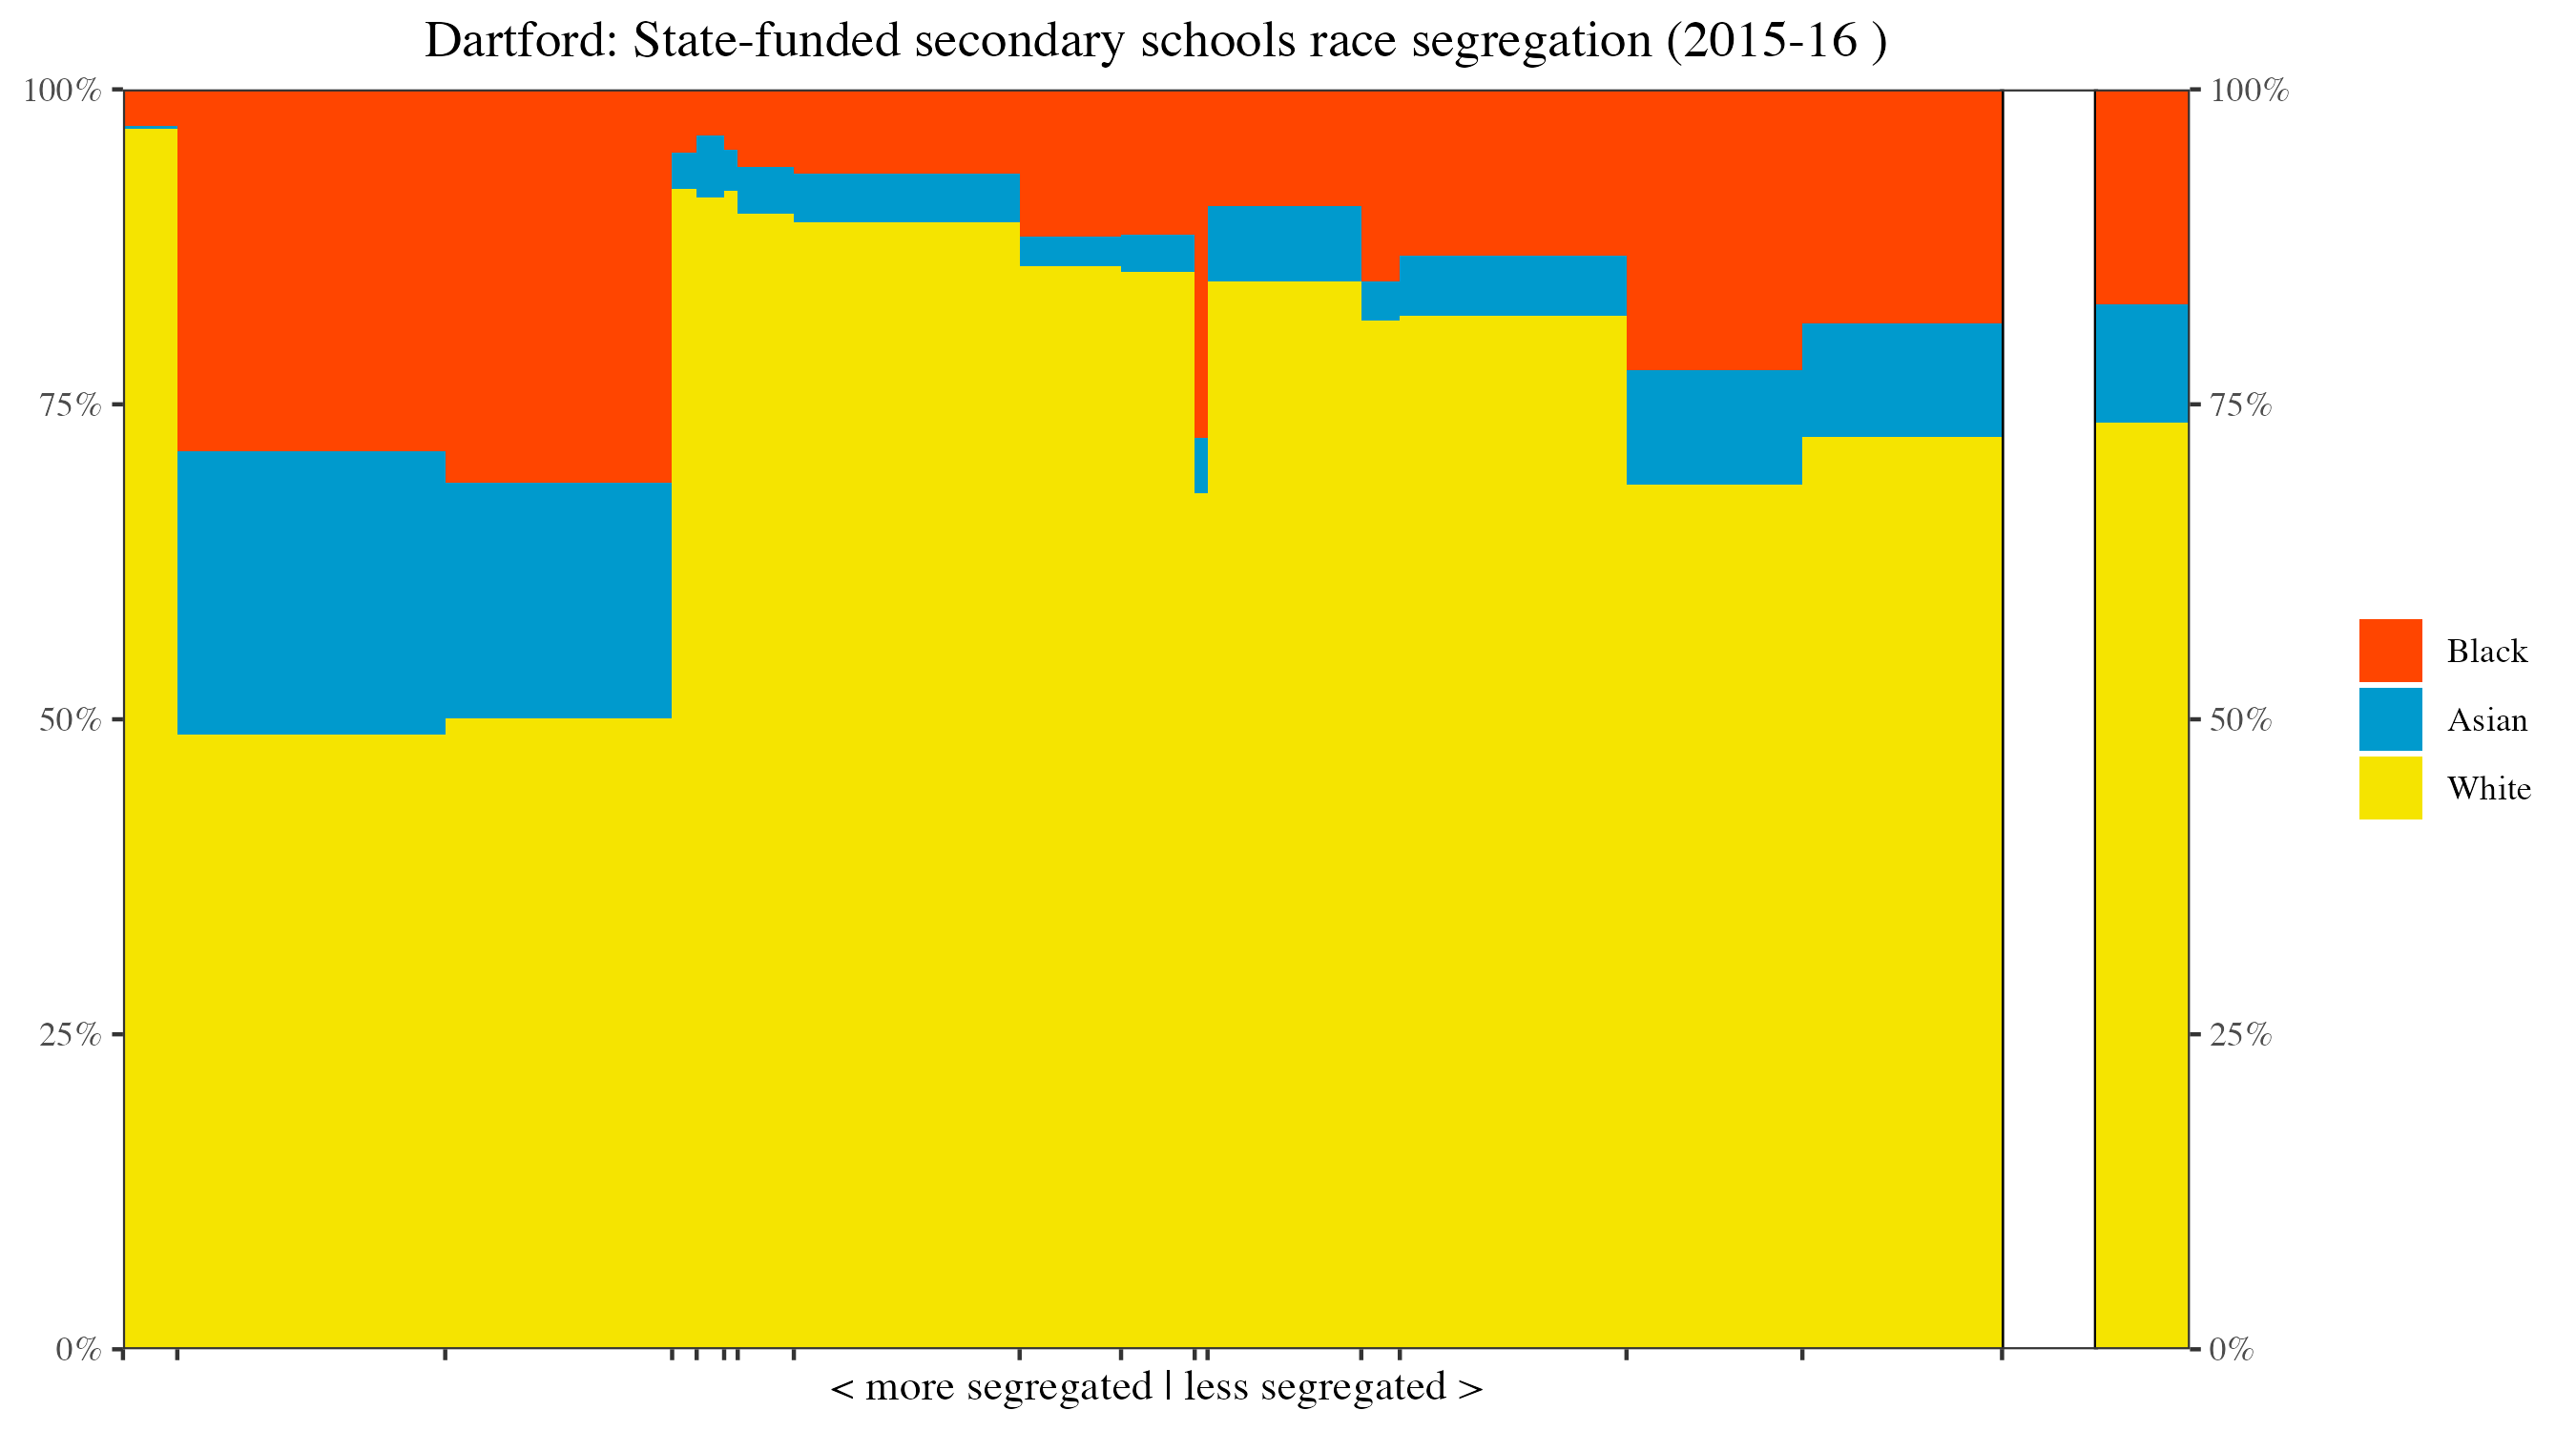 Dartford: State-funded secondary schools race segregation (2015-16 )
100%
75%
50%
25%
0%
100%
75%
50%
25%
0%
Black
Asian
White
< more segregated | less segregated >